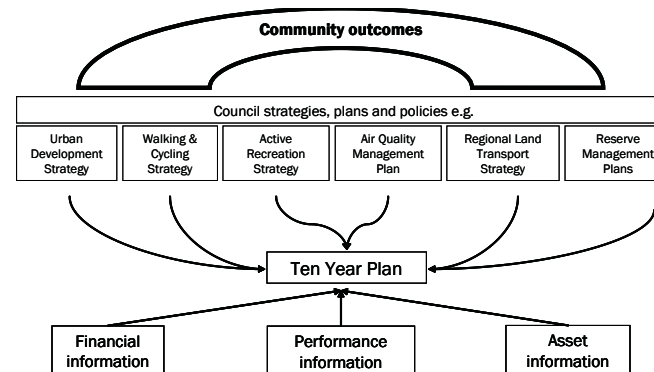 Community outcomes
Council strategies, plans and policies e.g.
Urban
Development
Strategy
Walking &
Cycling
Strategy
Active
Recreation
Strategy
Air Quality
Management
Plan
Regional Land
Transport
Strategy
Reserve
Management
Plans
Ten Year Plan
Financial
information
Performance
information
Asset
information